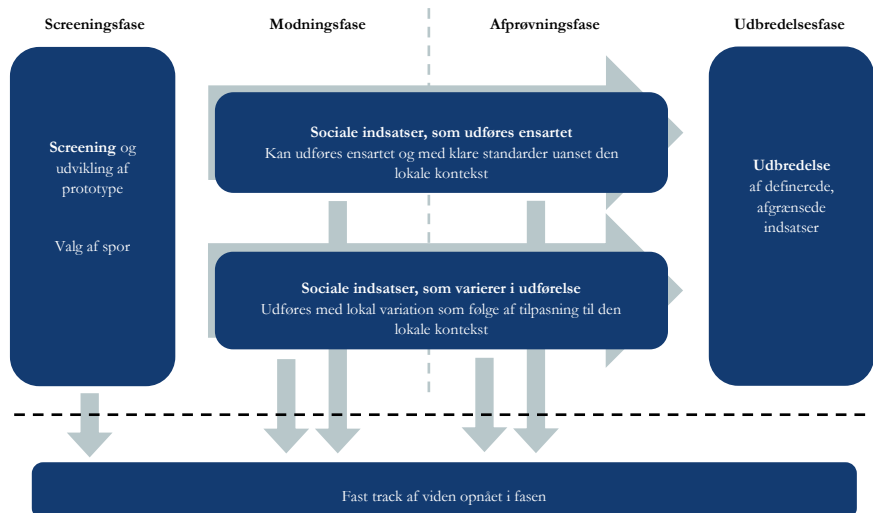 Screeningsfase
Modningsfase
Afprøvningsfase
Udbredelsesfase
Screening og
udvikling af
prototype
Valg af spor
Sociale indsatser, som udføres ensartet
Kan udføres ensartet og med klare standarder uanset den
lokale kontekst
Sociale indsatser, som varierer i udførelse
Udføres med lokal variation som følge af tilpasning til den
lokale kontekst
Udbredelse
af definerede,
afgrænsede
indsatser
Fast track af viden opnået i fasen